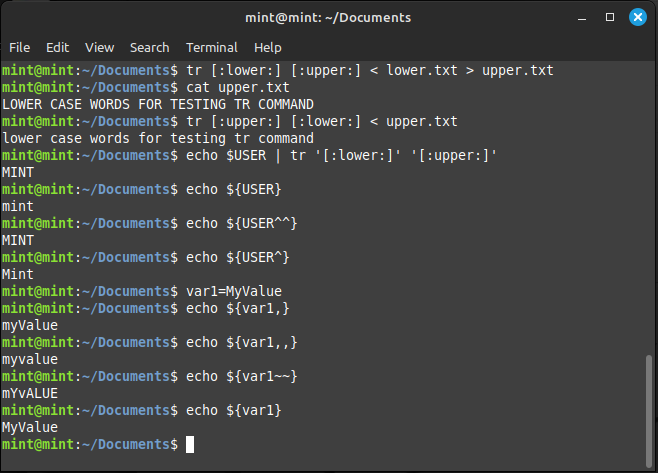 mint@mint: ~/Documents
File Edit View Search Terminal Help
mint@mint:~/Documents$ tr [:lower:] [:upper:] < lower.txt > upper.txt
mint@mint:~/Documents$ cat upper.txt
LOWER CASE WORDS FOR TESTING TR COMMAND
mint@mint:~/Documents$ tr [:upper:] [:lower:] < upper.txt
lower case words for testing tr command
mint@mint:~/Documents$ echo $USER | tr '[:lower:]' '[:upper:]'
MINT
mint@mint:~/Documents$ echo ${USER}
mint
mint@mint:~/Documents$ echo ${USER^^}
MINT
mint@mint:~/Documents$ echo ${USER^}
Mint
mint@mint:~/Documents$ var1=MyValue
mint@mint:~/Documents$ echo ${var1,}
myValue
mint@mint:~/Documents$ echo ${var1,,}
myvalue
mint@mint:~/Documents$ echo ${var1~~}
mYvALUE
mint@mint:~/Documents$ echo ${var1}
MyValue
mint@mint:~/Documents$